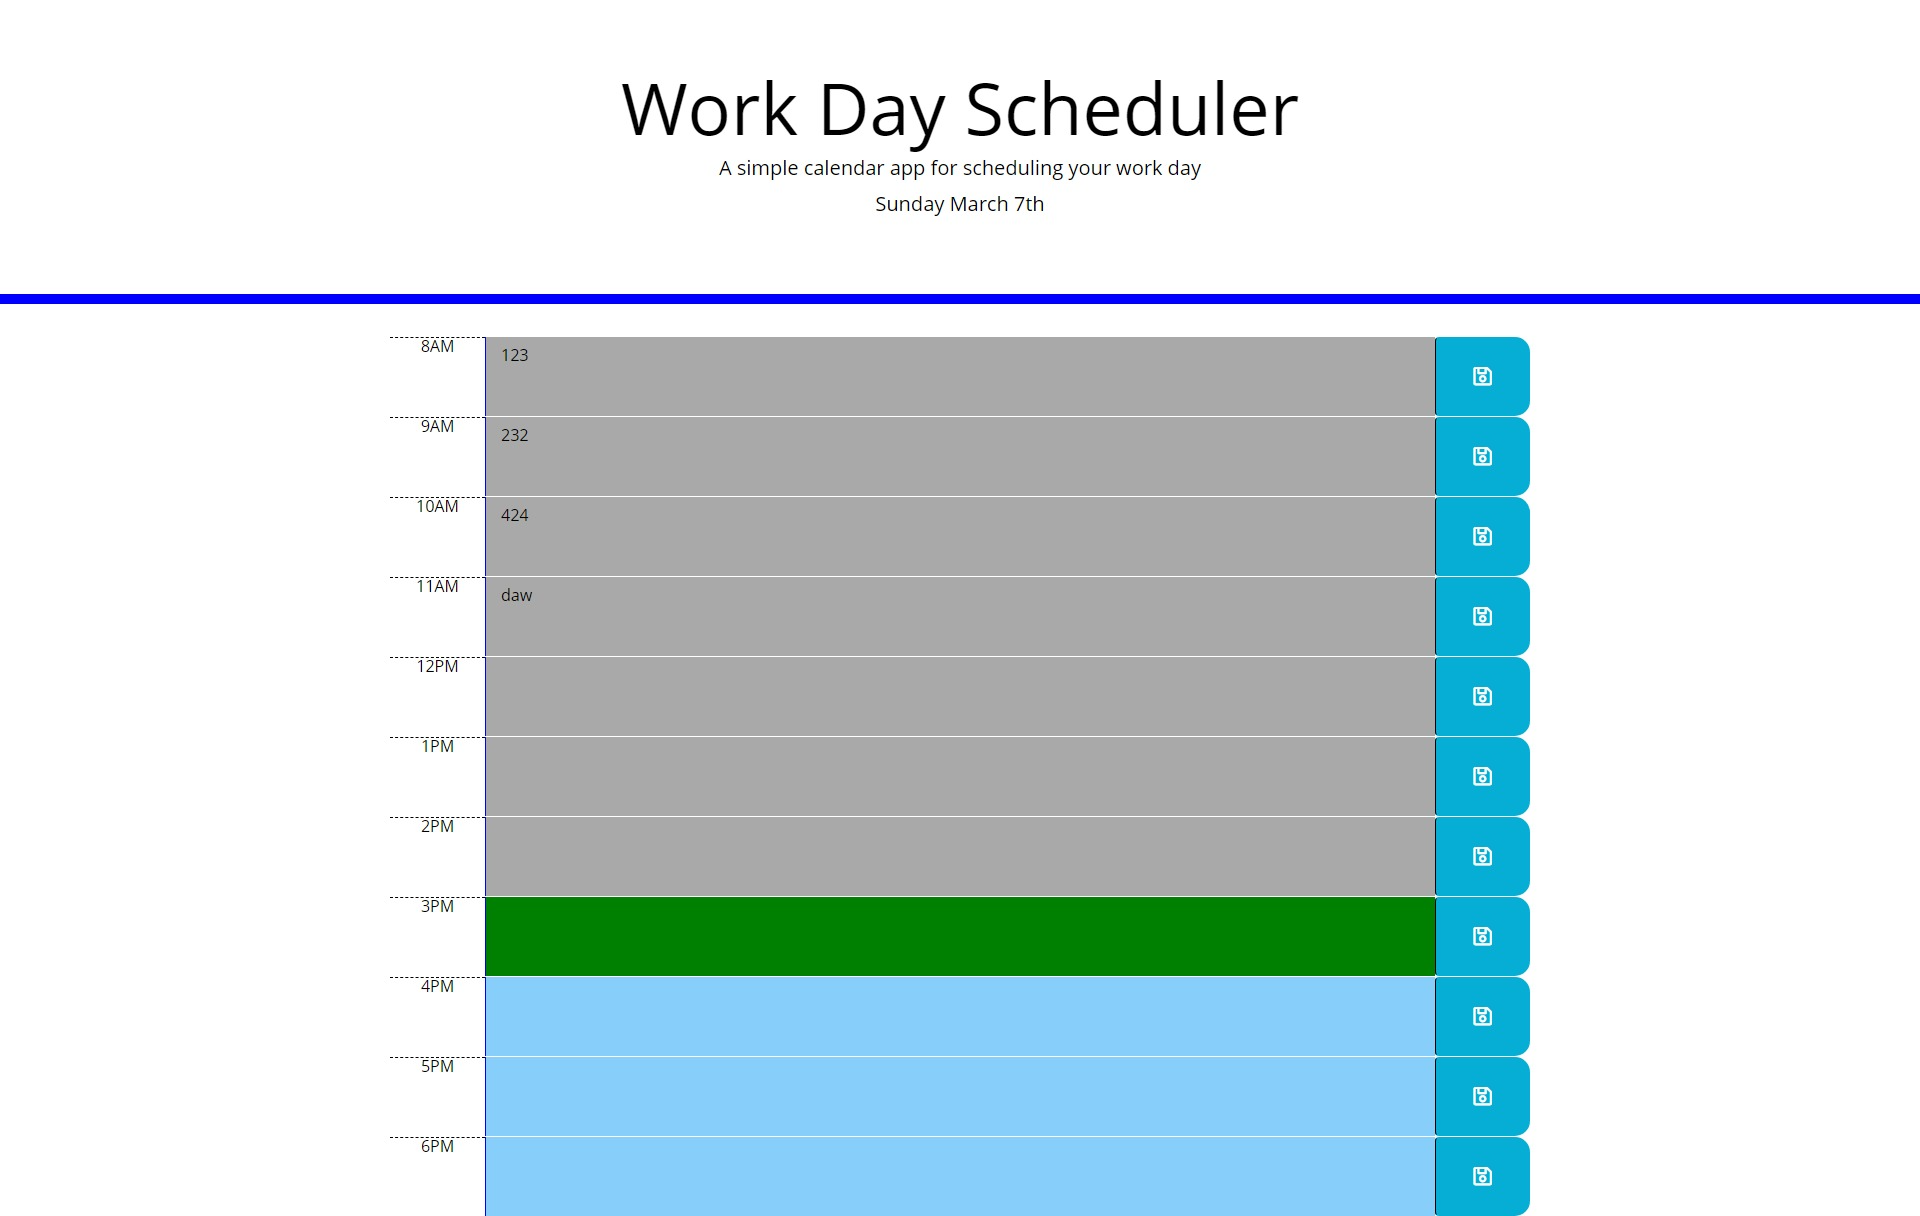 Work Day Scheduler
A simple calendar app for scheduling your work day
Sunday March 7th
8AM
123
9AM
232
10AM
424
11AM
daw
12PM
1PM
2PM
3PM
4PM
5PM
6PM